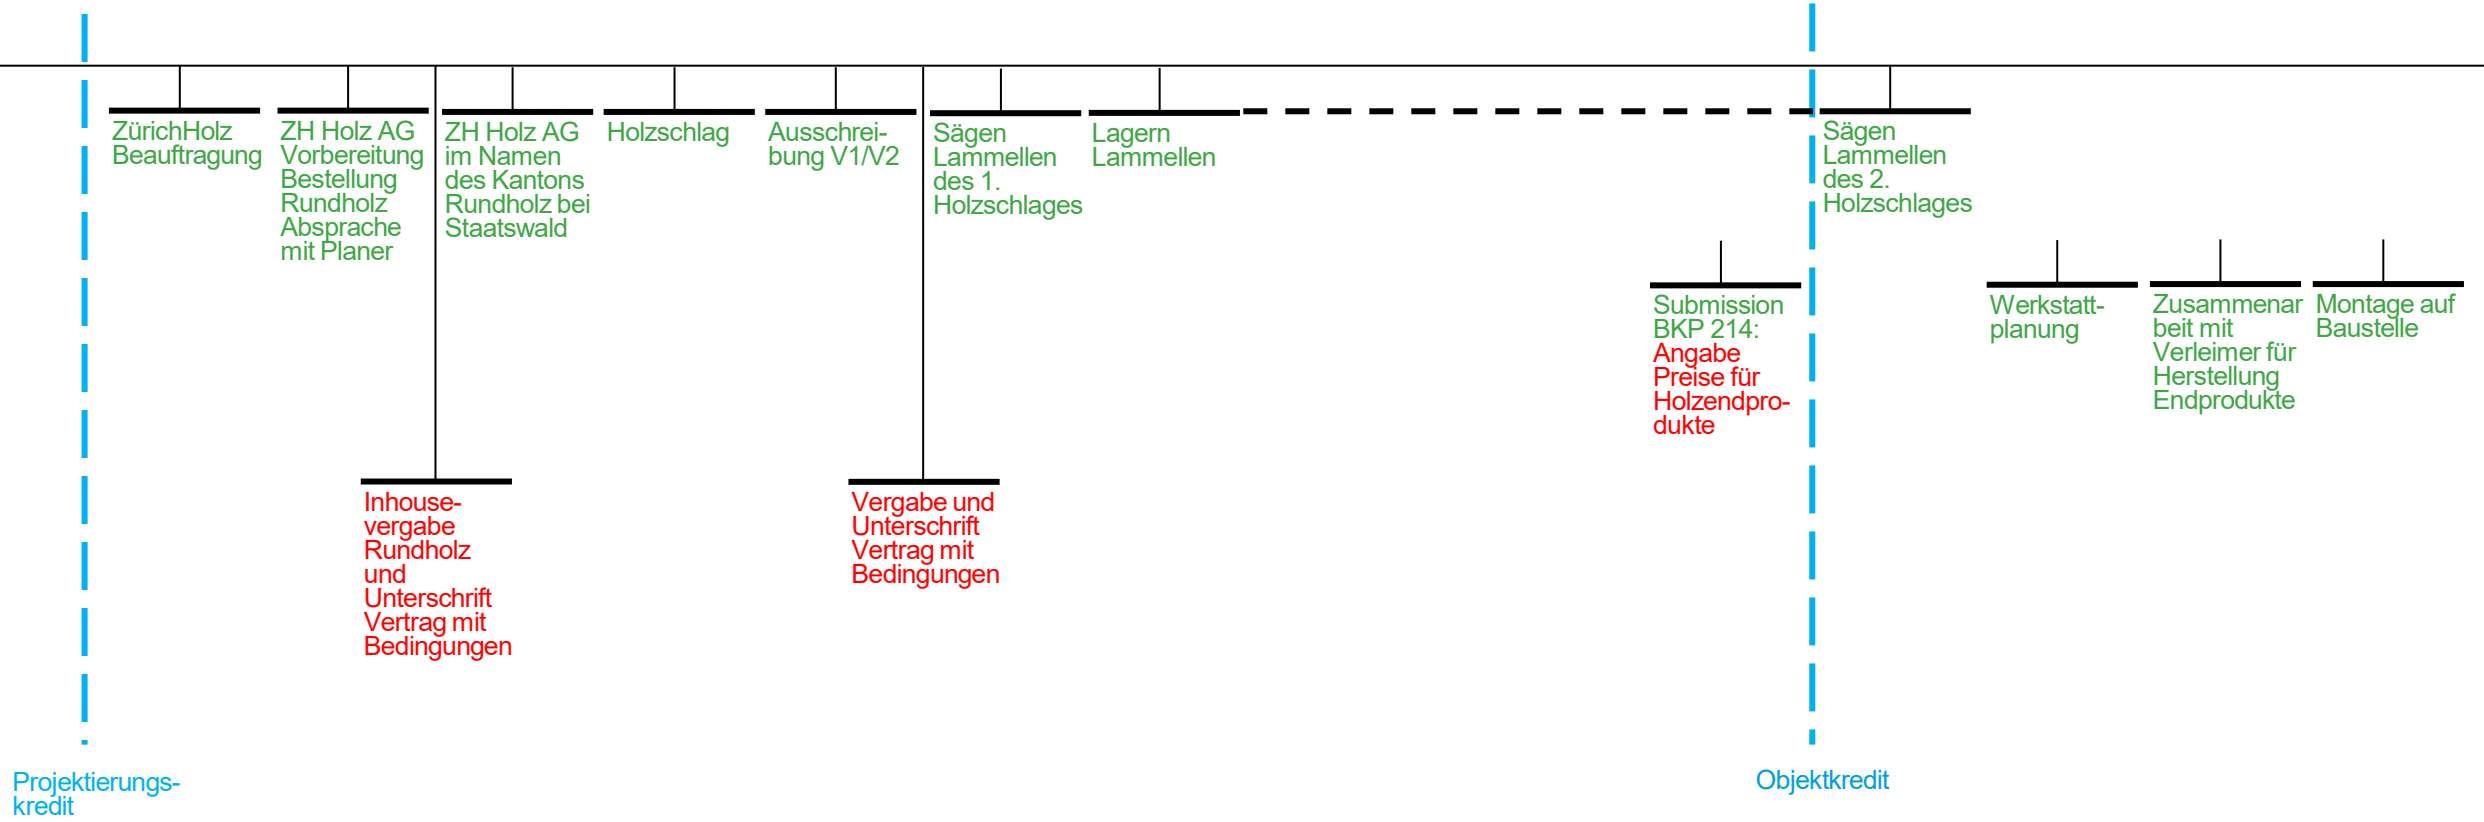 ZürichHolz
Beauftragung
ZH Holz AG
Vorbereitung
Bestellung
Rundholz
Absprache
mit Planer
ZH Holz AG
im Namen
des Kantons
Rundholz bei
Staatswald
Holzschlag
Ausschrei-
bung V1/V2
Sägen
Lammellen
des 1.
Holzschlages
Lagern
Lammellen
Sägen
Lammellen
des 2.
Holzschlages
Submission
BKP 214:
Angabe
Preise für
Holzendpro-
dukte
Werkstatt-
planung
Zusammenar
beit mit
Verleimer für
Herstellung
Endprodukte
Montage auf
Baustelle
Inhouse-
vergabe
Rundholz
und
Unterschrift
Vertrag mit
Bedingungen
Vergabe und
Unterschrift
Vertrag mit
Bedingungen
Projektierungs-
kredit
Objektkredit